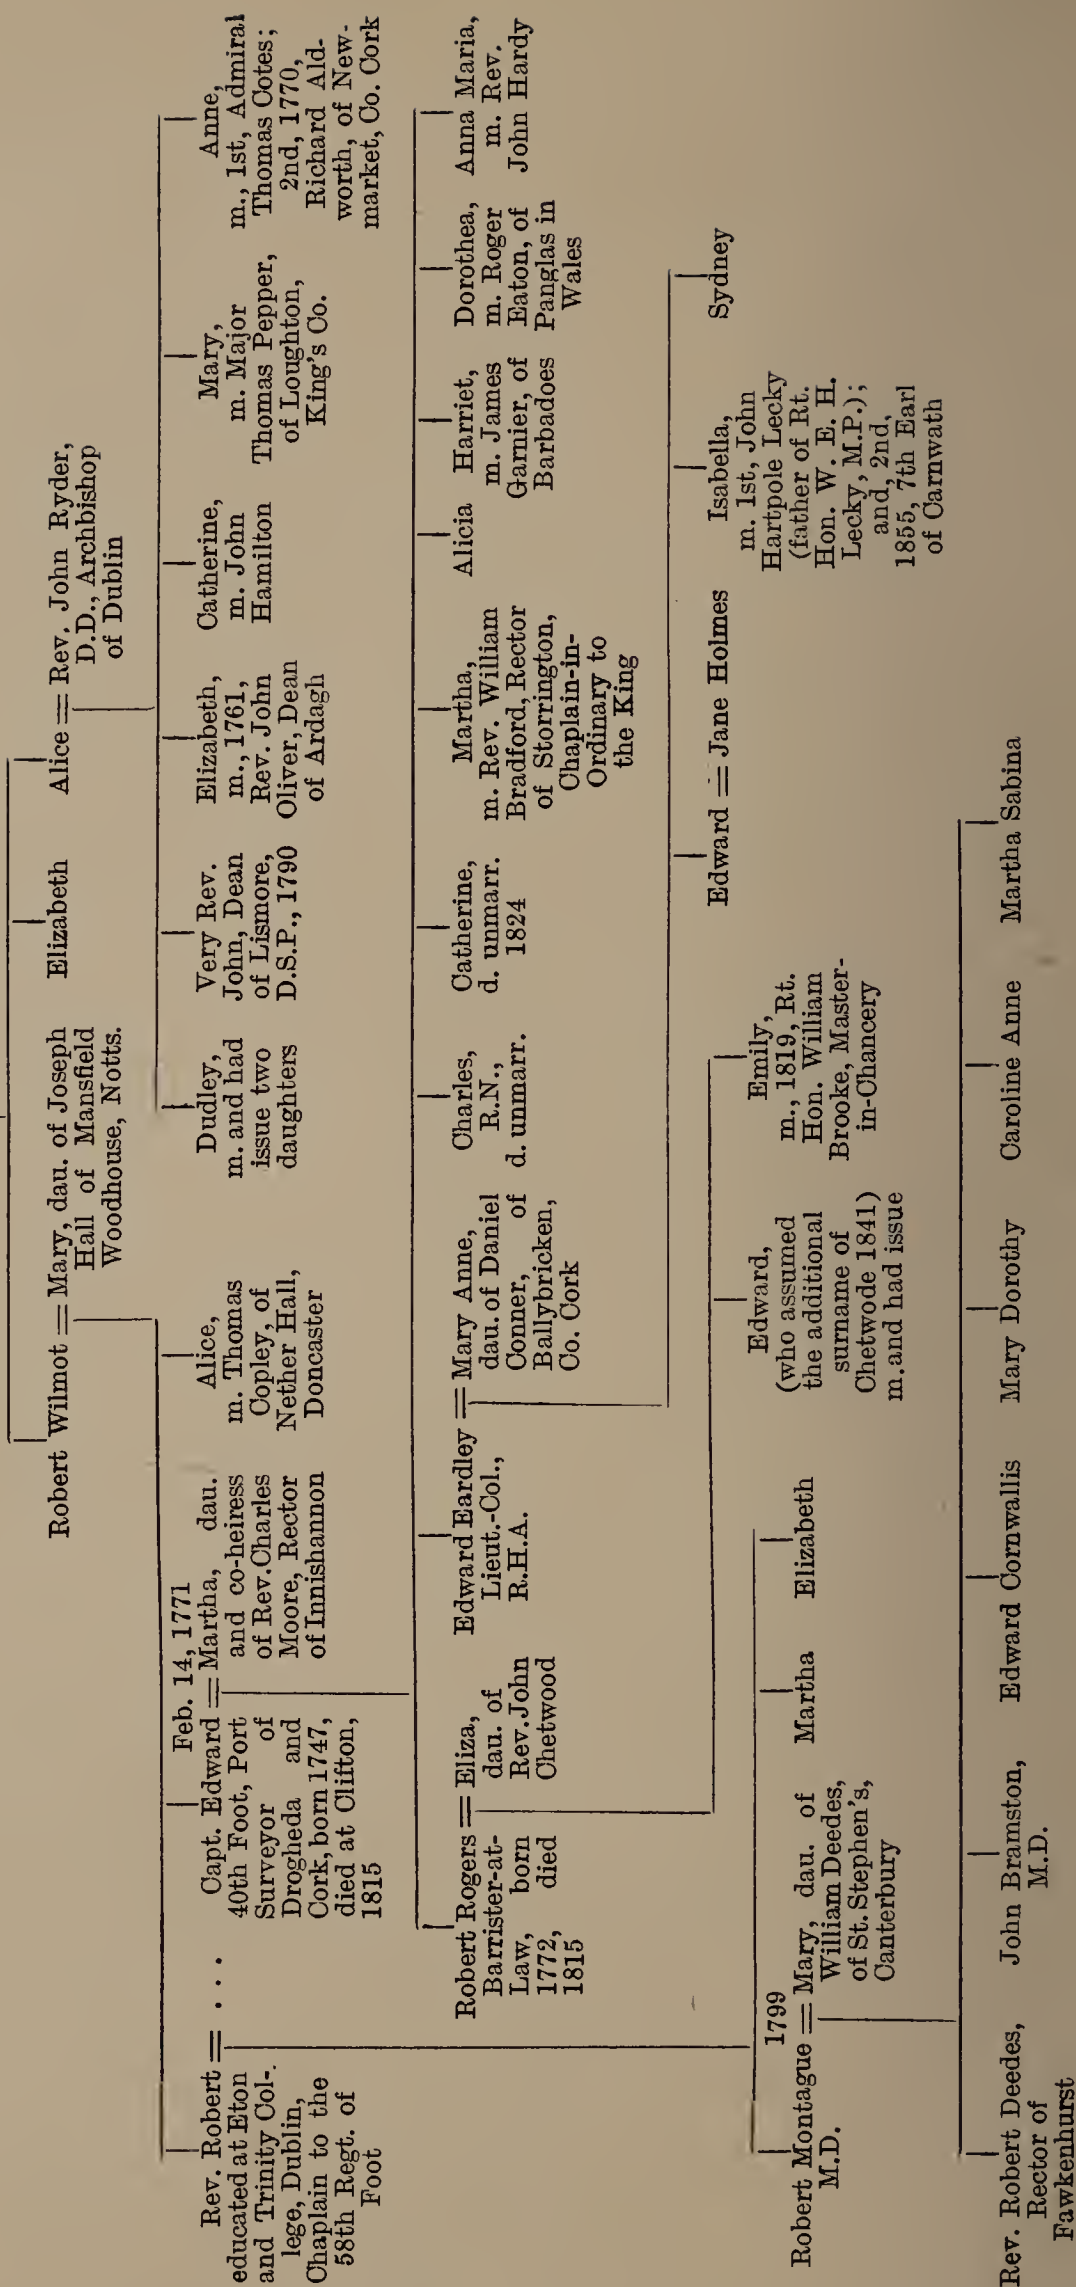 Robert Wilmot = Mary, dau. of Joseph
Hall of Mansfield
Woodhouse, Notts.
Elizabeth
Alice = Rev. John Ryder,
D.D., Archbishop
of Dublin
Rev. Robert = . . .
educated at Eton
and Trinity Col-
lege, Dublin,
Chaplain to the
58th Regt. of
Foot
Feb. 14, 1771
Capt. Edward = Martha, dau.
40th Foot, Port
Surveyor of
Drogheda and
Cork, born 1747,
died at Clifton,
1815
and co-heiress
of Rev. Charles
Moore, Rector
of Innishannon
Alice,
m. Thomas
Copley, of
Nether Hall,
Doncaster
Dudley,
m. and had
issue two
daughters
Very Rev.
John, Dean
of Lismore,
D.S.P., 1790
Elizabeth,
m., 1761,
Rev. John
Oliver, Dean
of Ardagh
Catherine,
m. John
Hamilton
Mary,
m. Major
Thomas Pepper,
of Loughton,
King's Co.
Anne,
m., 1st, Admiral
Thomas Cotes;
2nd, 1770,
Richard Ald-
worth, of New-
market, Co. Cork
Robert Rogers = Eliza,
Barrister-at-
Law, born
1772, died
1815
dau. of
Rev. John
Chetwood
Edward Eardley = Mary Anne,
Lieut.-Col.,
R.H.A.
dau. of Daniel
Conner, of
Ballybricken,
Co. Cork
Charles,
R.N.,
d. unmarr.
Catherine,
d. unmarr.
1824
Martha,
m. Rev. William
Bradford, Rector
of Storrington,
Chaplain-in-
Ordinary to
the King
Alicia
Harriet,
m. James
Garnier, of
Barbadoes
Dorothea,
m. Roger
Eaton, of
Panglas in
Wales
Anna Maria,
m. Rev.
John Hardy
Edward = Jane Holmes
Isabella,
m. 1st, John
Hartpole Lecky
(father of Rt.
Hon. W. E. H.
Lecky, M.P.);
and, 2nd,
1855, 7th Earl
of Carnwath
Sydney
Edward,
(who assumed
the additional
surname of
Chetwode 1841)
m. and had issue
Emily,
m., 1819, Rt.
Hon. William
Brooke, Master-
in-Chancery
1799
Robert Montague = Mary, dau. of
M.D.
William Deedes,
of St. Stephen's,
Canterbury
Martha
Elizabeth
Rev. Robert Deedes,
Rector of
Fawkenhurst
John Bramston,
M.D.
Edward Cornwallis
Mary Dorothy
Caroline Anne
Martha Sabina